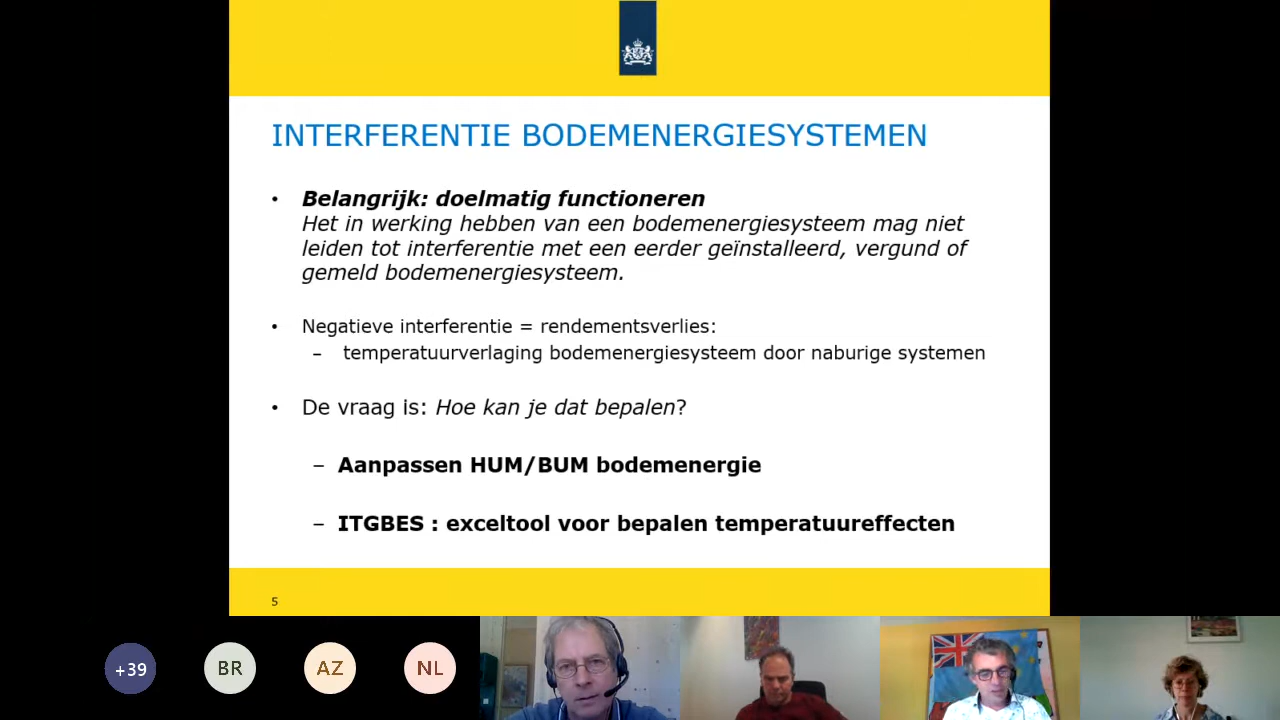 INTERFERENTIE BODEMENERGIESYSTEMEN
• Belangrijk: doelmatig functioneren
Het in werking hebben van een bodemenergiesysteem mag niet
leiden tot interferentie met een eerder geïnstalleerd, vergund of
gemeld bodemenergiesysteem.
• Negatieve interferentie = rendementsverlies:
– temperatuurverlaging bodemenergiesysteem door naburige systemen
• De vraag is: Hoe kan je dat bepalen?
– Aanpassen HUM/BUM bodemenergie
– ITGBES : exceltool voor bepalen temperatuureffecten
5
+39 BR AZ NL